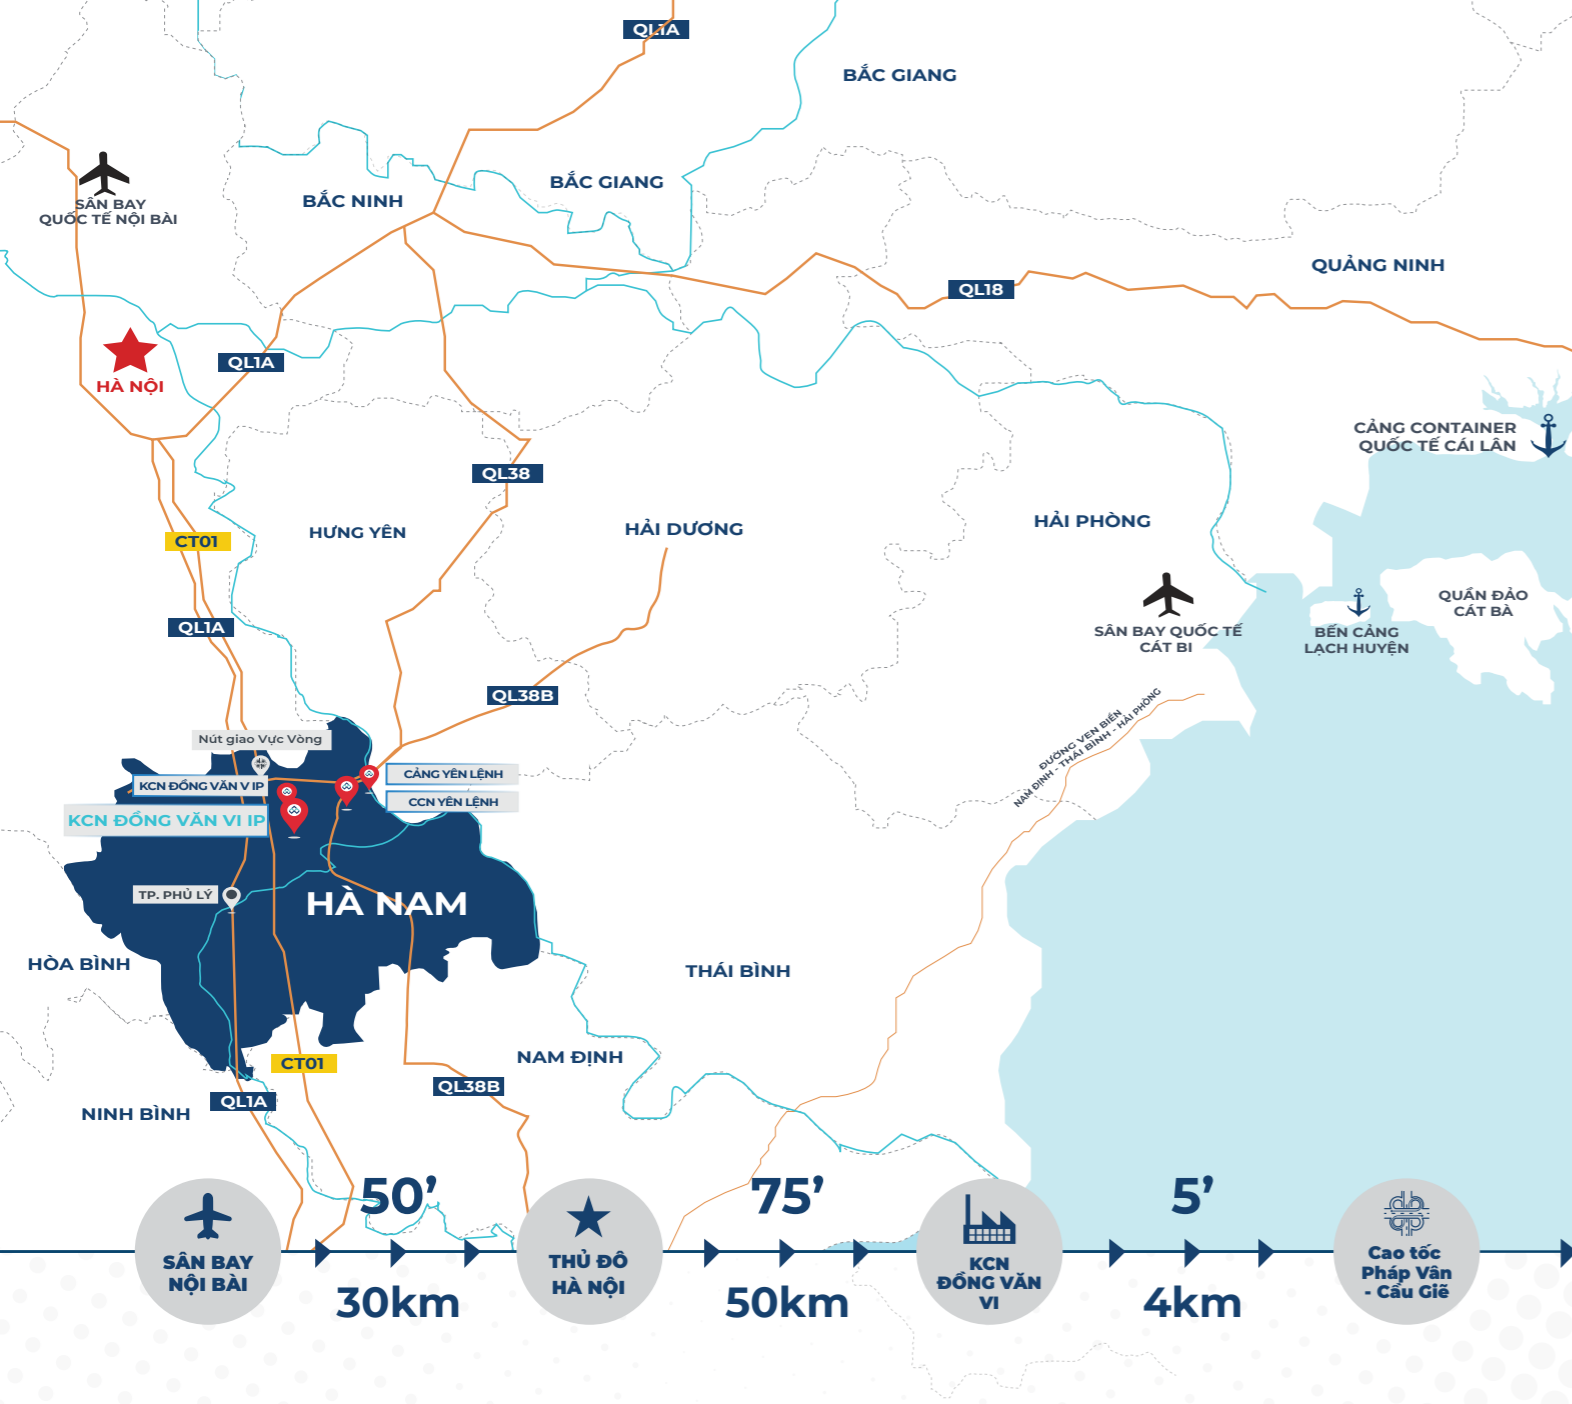 QL1A
BẮC GIANG
BẮC GIANG
BẮC NINH
SÂN BAY
QUỐC TẾ NỘI BÀI
QUẢNG NINH
QL18
QL1A
HÀ NỘI
CẢNG CONTAINER
QUỐC TẾ CÁI LÂN
QL38
HƯNG YÊN
HẢI DƯƠNG
HẢI PHÒNG
CT01
QUẦN ĐẢO
CÁT BÀ
QL1A
SÂN BAY QUỐC TẾ
CÁT BI
BẾN CẢNG
LẠCH HUYỆN
QL38B
ĐƯỜNG VEN BIỂN
NAM ĐỊNH - THÁI BÌNH - HẢI PHÒNG
Nút giao Vực Vòng
CẢNG YÊN LỆNH
KCN ĐỒNG VĂN V IP
CCN YÊN LỆNH
KCN ĐỒNG VĂN VI IP
TP. PHỦ LÝ
HÀ NAM
HÒA BÌNH
THÁI BÌNH
NAM ĐỊNH
CT01
QL38B
QL1A
NINH BÌNH
50’
75’
5’
SÂN BAY
NỘI BÀI
THỦ ĐÔ
HÀ NỘI
KCN
ĐỒNG VĂN
VI
Cao tốc
Pháp Vân
- Cầu Giẽ
30km
50km
4km